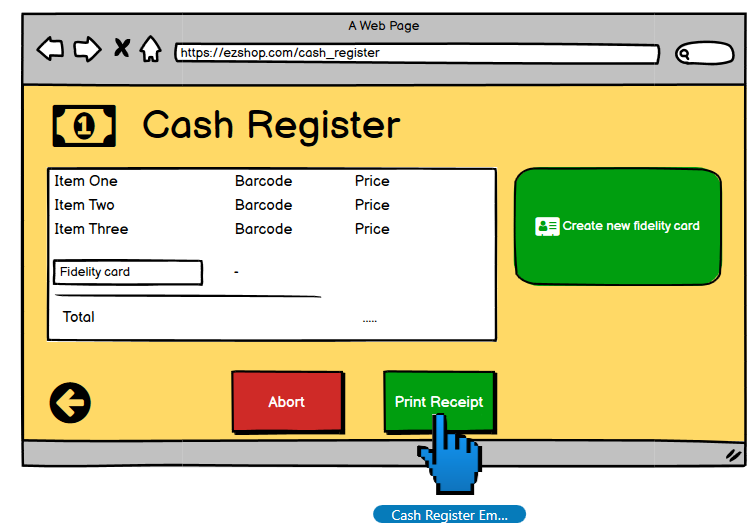 A Web Page
https://ezshop.com/cash_register
1 Cash Register
Item One Barcode Price
Item Two Barcode Price
Item Three Barcode Price
Create new fidelity card
Fidelity card -
Total .....
Abort Print Receipt
Cash Register Em...